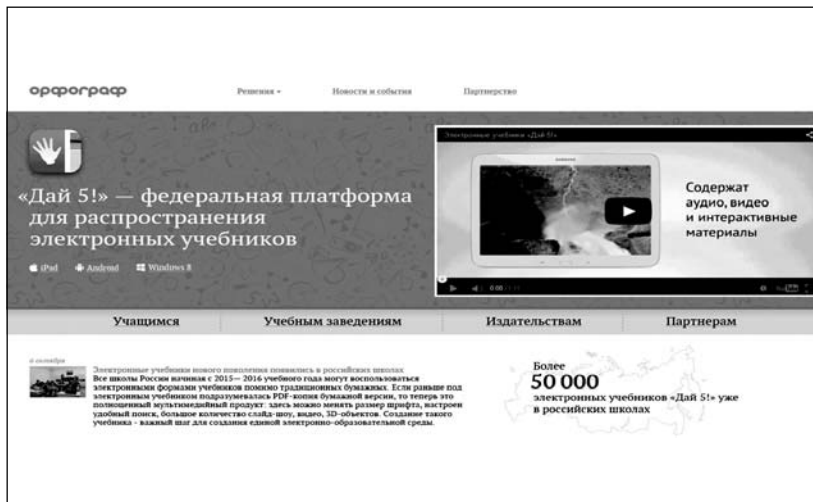 орфограф
Решения
Новости и события
Партнерство
Электронные учебники «Дай 5!»
SAMSUNG
Содержат
аудио, видео
и интерактивные
материалы
«Дай 5!» — федеральная платформа
для распространения
электронных учебников
iPad Android Windows 8
0:00
Учащимся
Учебным заведениям
Издательствам
Партнерам
Электронные учебники нового поколения появились в российских школах
Все школы России начиная с 2015— 2016 учебного года могут воспользоваться
электронными формами учебников помимо традиционных бумажных. Если раньше под
электронным учебником подразумевалась PDF-копия бумажной версии, то теперь это
полноценный мультимедийный продукт: здесь можно менять размер шрифта, настроен
удобный поиск, большое количество слайд-шоу, видео, 3D-объектов. Создание такого
учебника - важный шаг для создания единой электронно-образовательной среды.
Более
50 000
электронных учебников «Дай 5!» уже
в российских школах